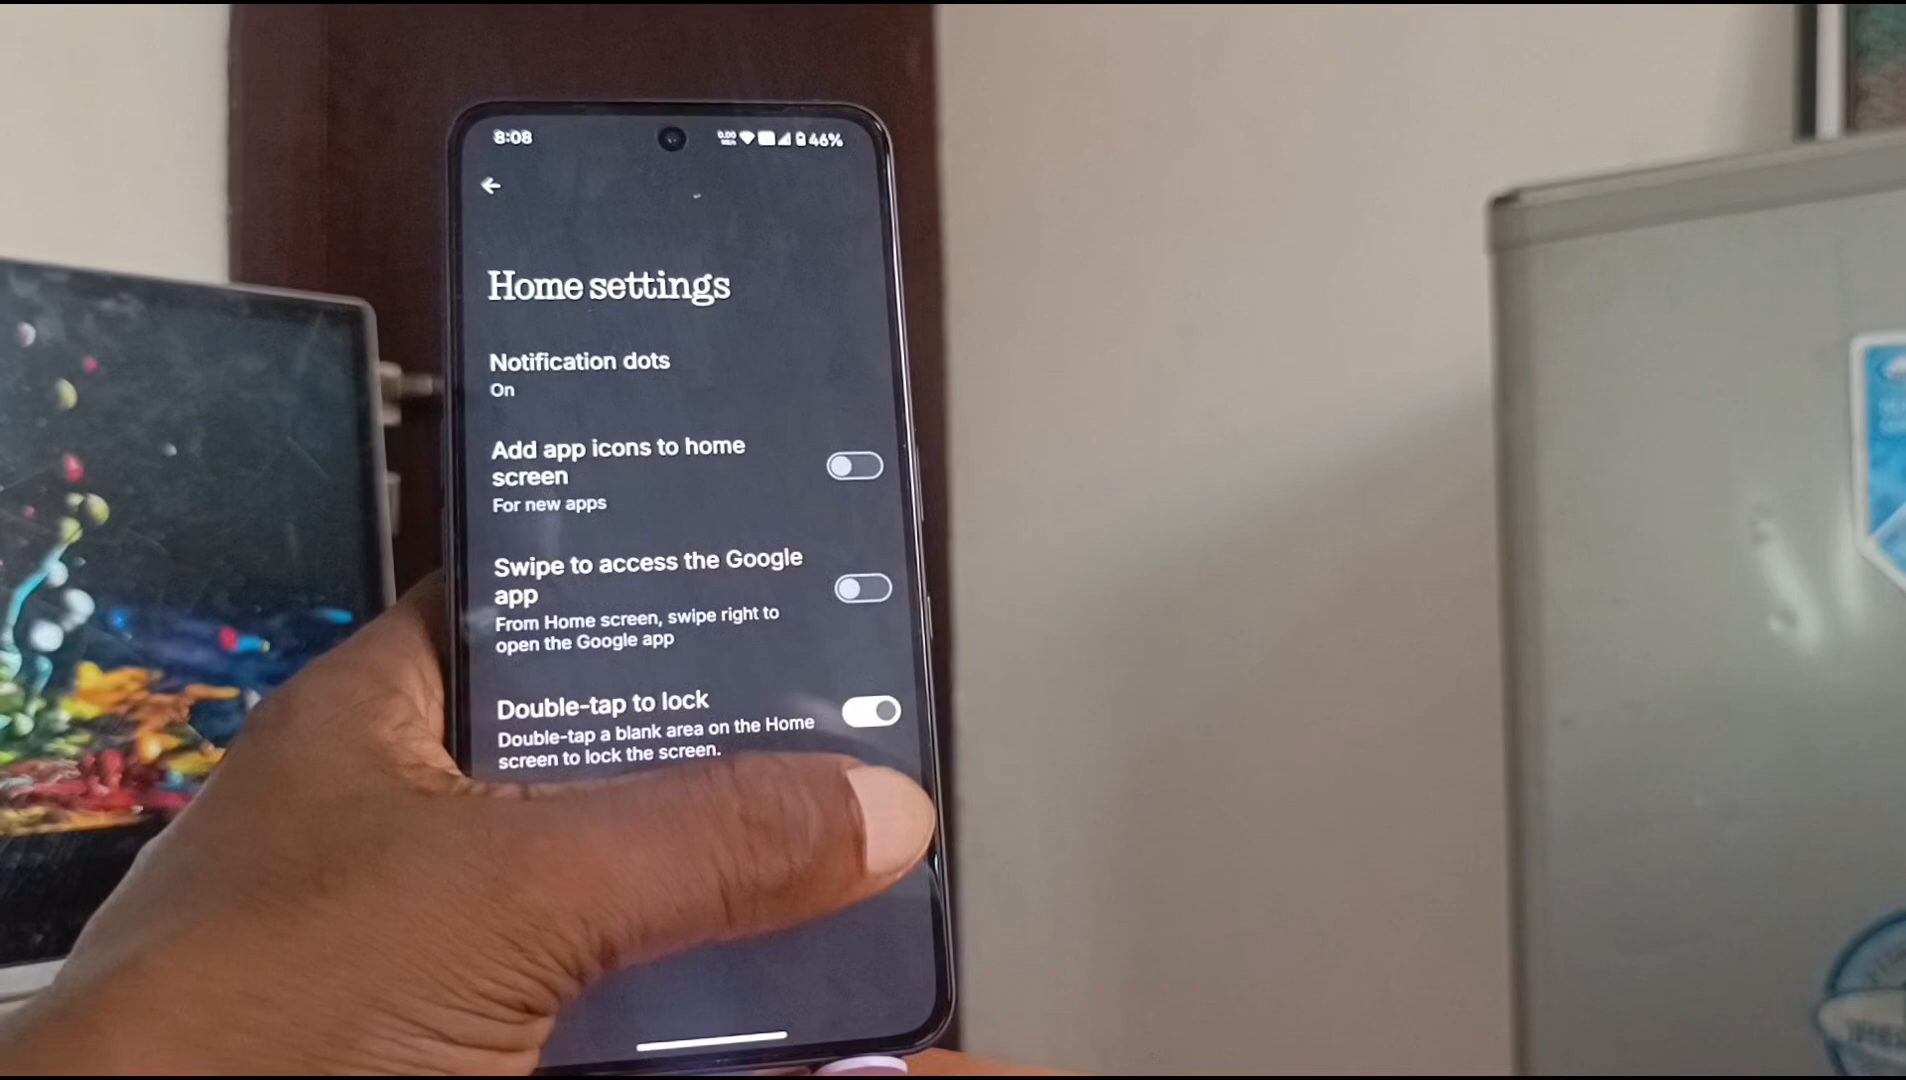 8:08
0.00
46%
Home settings
Notification dots
On
Add app icons to home
screen
For new apps
Swipe to access the Google
app
From Home screen, swipe right to
open the Google app
Double-tap to lock
Double-tap a blank area on the Home
screen to lock the screen.